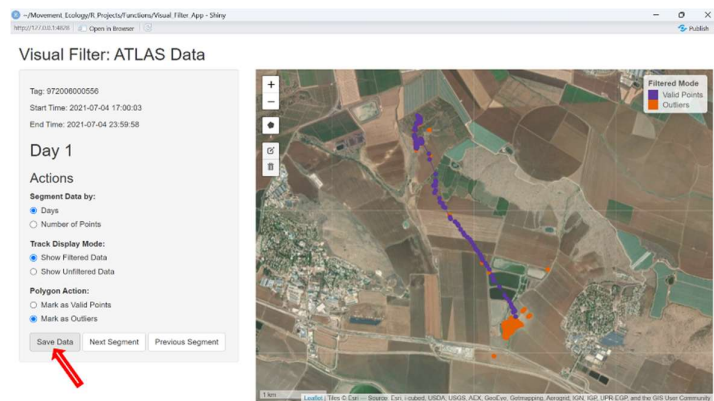 ~/Movement_Ecology/R_Projects/Functions/Visual_Filter_App - Shiny
http://127.0.0.1:4828 Open in Browser Publish
Visual Filter: ATLAS Data
Tag: 972006000556
Start Time: 2021-07-04 17:00:03
End Time: 2021-07-04 23:59:58
Day 1
Actions
Segment Data by:
Days
Number of Points
Track Display Mode:
Show Filtered Data
Show Unfiltered Data
Polygon Action:
Mark as Valid Points
Mark as Outliers
Save Data Next Segment Previous Segment
+
−
Filtered Mode
Valid Points
Outliers
1 km
Leaflet | Tiles © Esri — Source: Esri, i-cubed, USDA, USGS, AEX, GeoEye, Getmapping, Aerogrid, IGN, IGP, UPR-EGP, and the GIS User Community